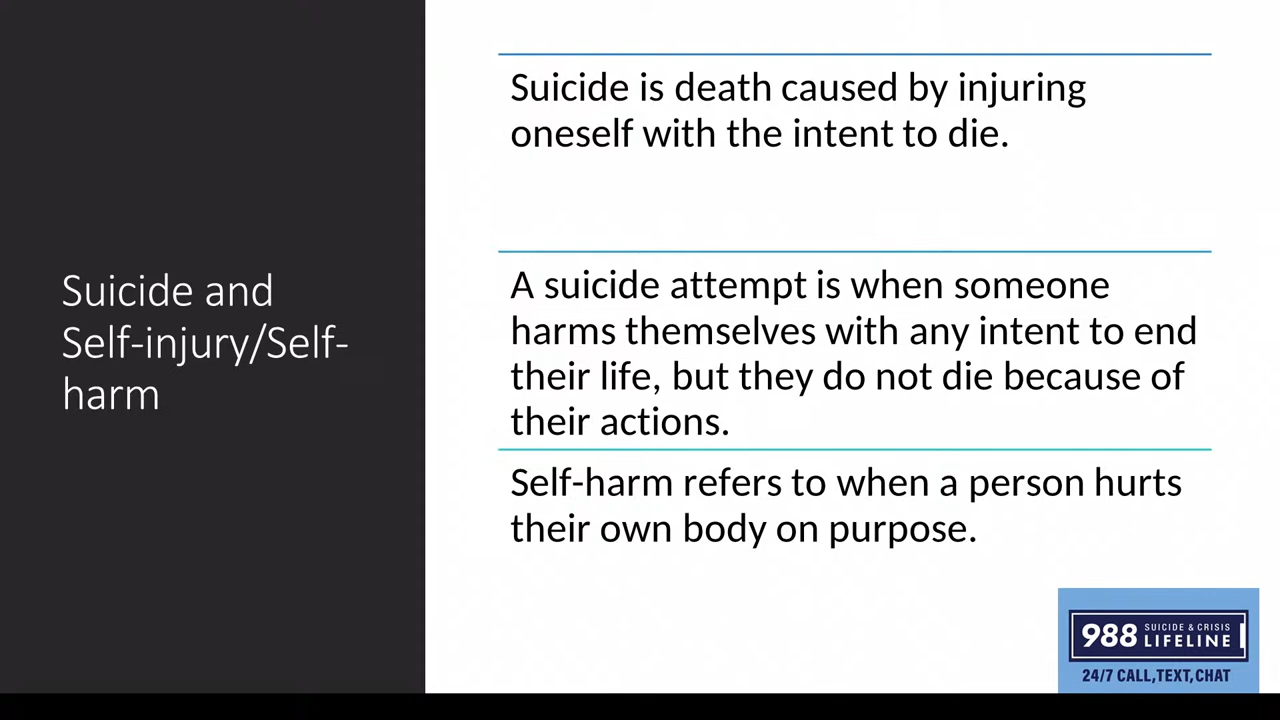 Suicide and
Self-injury/Self-
harm
Suicide is death caused by injuring
oneself with the intent to die.
A suicide attempt is when someone
harms themselves with any intent to end
their life, but they do not die because of
their actions.
Self-harm refers to when a person hurts
their own body on purpose.
988 SUICIDE & CRISIS
LIFELINE
24/7 CALL,TEXT,CHAT